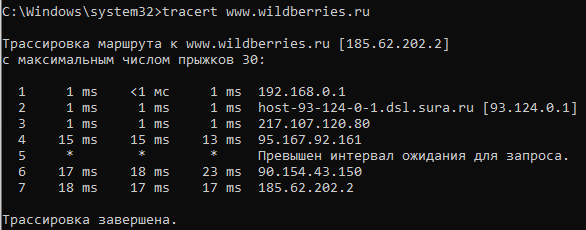 C:\Windows\system32>tracert www.wildberries.ru
Трассировка маршрута к www.wildberries.ru [185.62.202.2]
с максимальным числом прыжков 30:
1 1 ms <1 мс 1 ms 192.168.0.1
2 1 ms 1 ms 1 ms host-93-124-0-1.dsl.sura.ru [93.124.0.1]
3 1 ms 1 ms 1 ms 217.107.120.80
4 15 ms 15 ms 13 ms 95.167.92.161
5 * * * Превышен интервал ожидания для запроса.
6 17 ms 18 ms 23 ms 90.154.43.150
7 18 ms 17 ms 17 ms 185.62.202.2
Трассировка завершена.